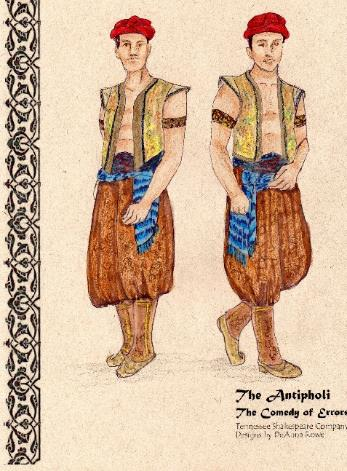 The Antipholi
The Comedy of Errors
Tennessee Shakespeare Company
Designs by DeAnna Rowe